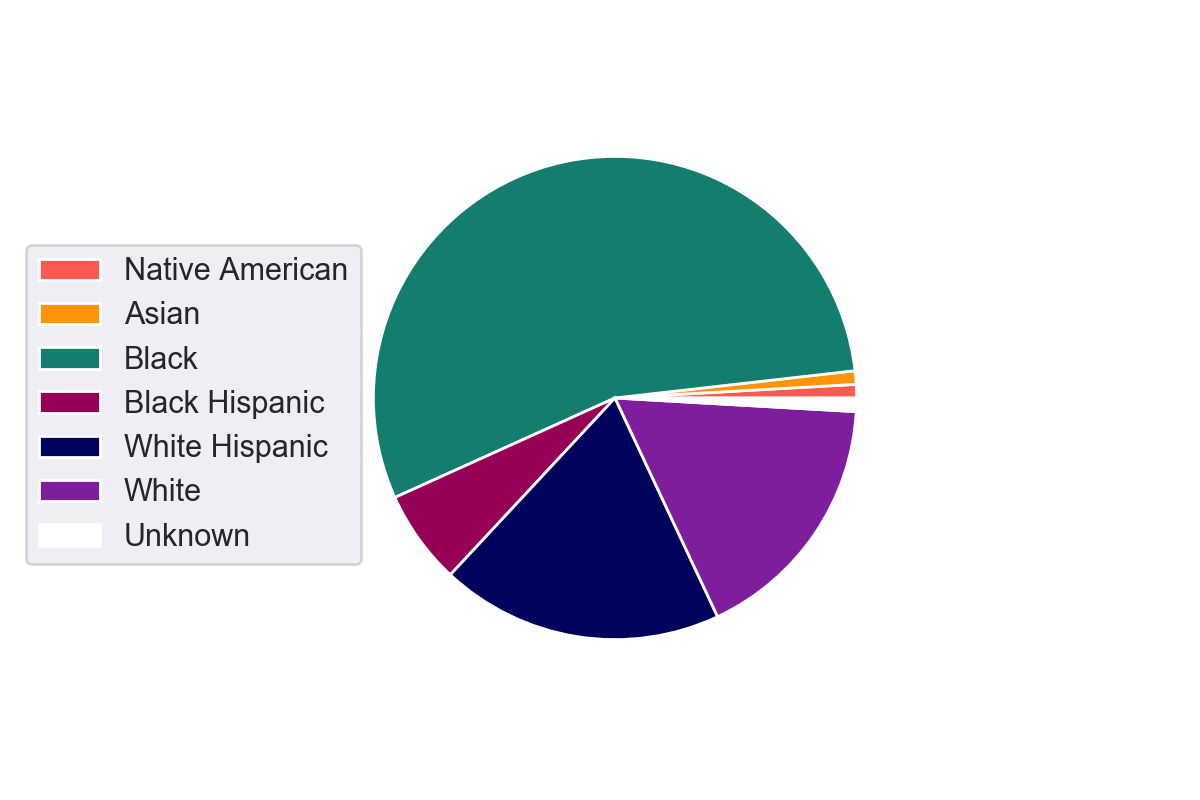 Native American
Asian
Black
Black Hispanic
White Hispanic
White
Unknown